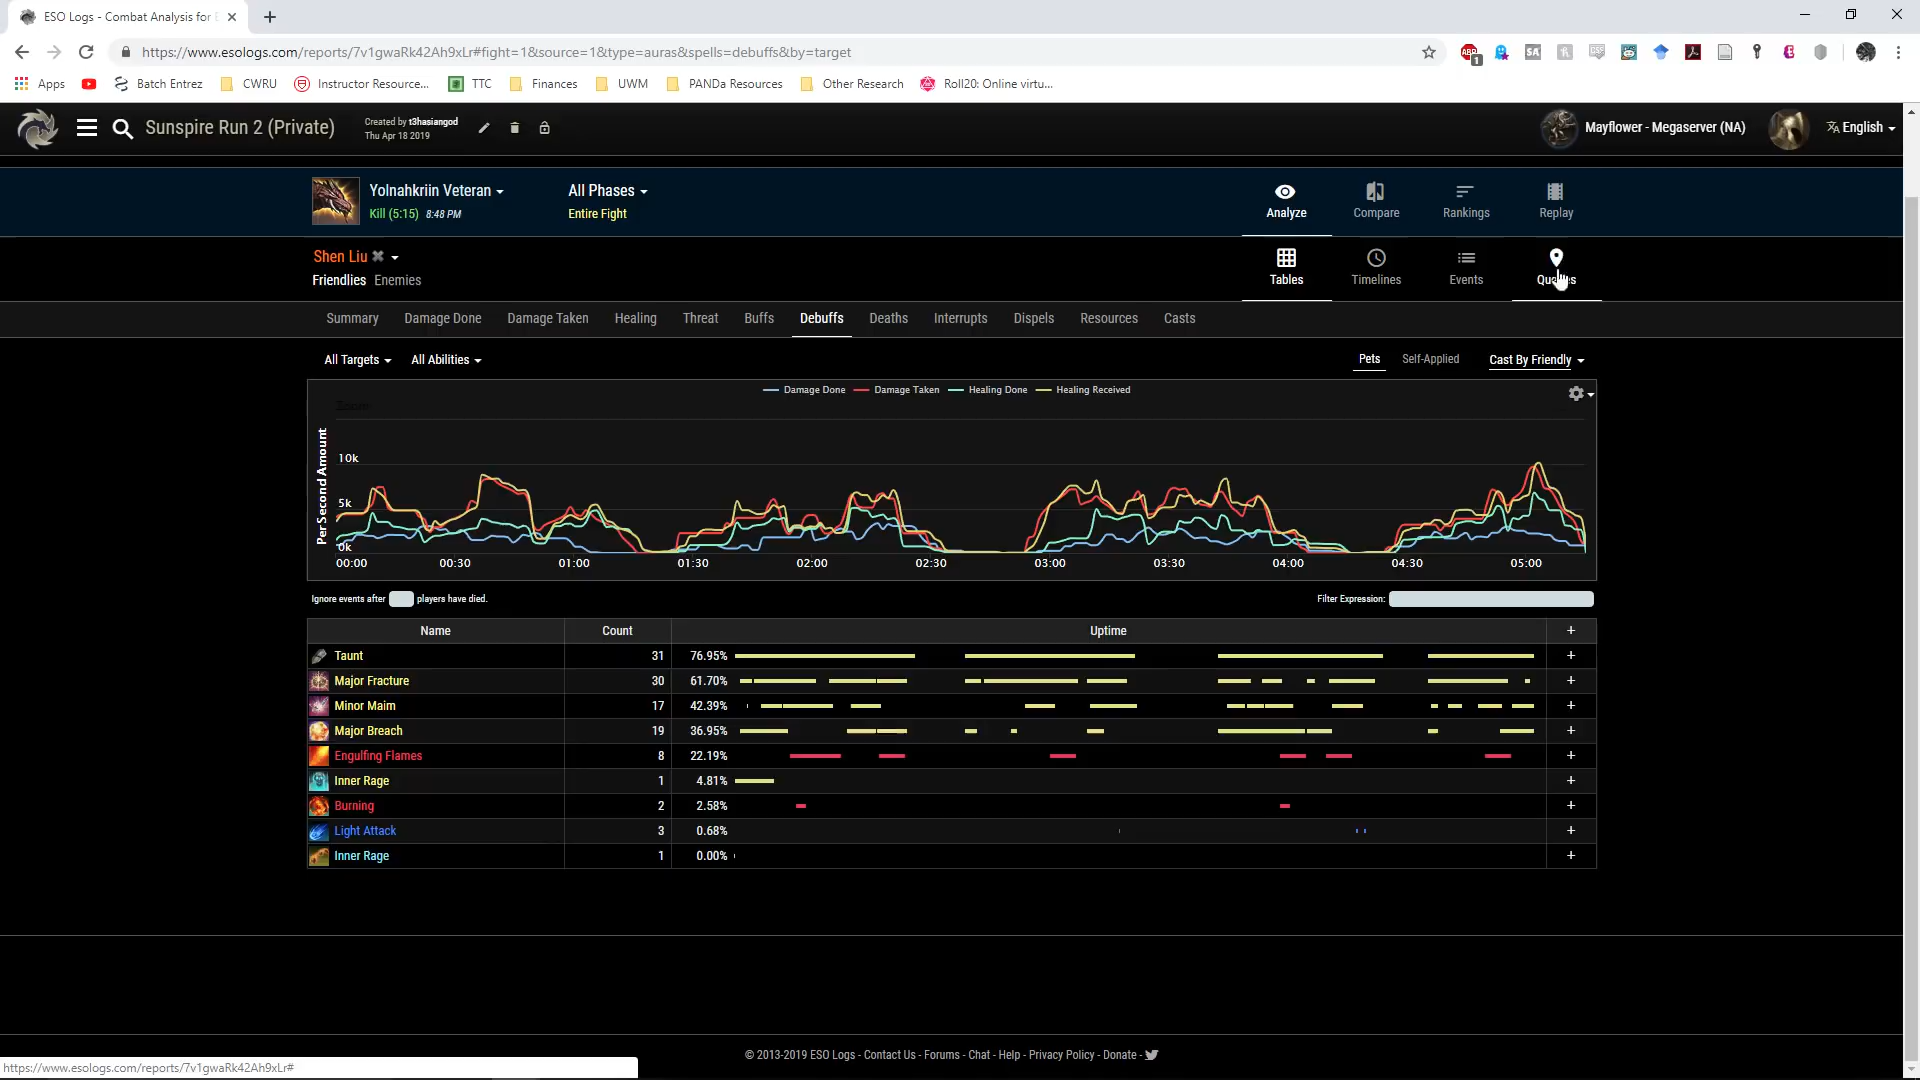 ESO Logs - Combat Analysis for E
https://www.esologs.com/reports/7v1gwaRk42Ah9xLr#fight=1&source=1&type=auras&spells=debuffs&by=target
Apps Batch Entrez CWRU Instructor Resource... TTC Finances UWM PANDa Resources Other Research Roll20: Online virtu...
Sunspire Run 2 (Private)
Created by t3hasiangod
Thu Apr 18 2019
Mayflower - Megaserver (NA)
English
Yolnahkriin Veteran
Kill (5:15) 8:48 PM
All Phases
Entire Fight
Analyze Compare Rankings Replay
Shen Liu
Friendlies Enemies
Tables Timelines Events
Summary Damage Done Damage Taken Healing Threat Buffs Debuffs Deaths Interrupts Dispels Resources Casts
All Targets All Abilities
Pets Self-Applied Cast By Friendly
Damage Done Damage Taken Healing Done Healing Received
Zoom
Per Second Amount
10k
5k
0k
00:00 00:30 01:00 01:30 02:00 02:30 03:00 03:30 04:00 04:30 05:00
Ignore events after players have died.
Filter Expression:
Name Count Uptime +
Taunt 31 76.95% +
Major Fracture 30 61.70% +
Minor Maim 17 42.39% +
Major Breach 19 36.95% +
Engulfing Flames 8 22.19% +
Inner Rage 1 4.81% +
Burning 2 2.58% +
Light Attack 3 0.68% +
Inner Rage 1 0.00% +
© 2013-2019 ESO Logs - Contact Us - Forums - Chat - Help - Privacy Policy - Donate -
https://www.esologs.com/reports/7v1gwaRk42Ah9xLr#